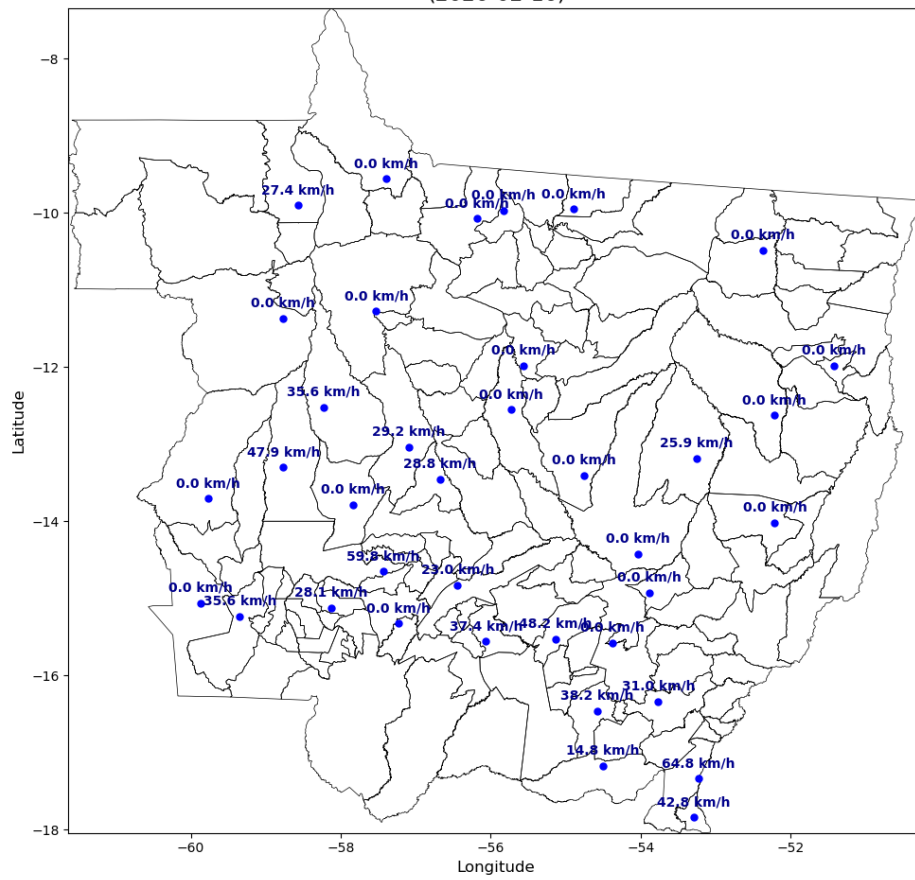 −8
0.0 km/h
27.4 km/h
0.0 km/h
0.0 km/h
0.0 km/h
−10
0.0 km/h
0.0 km/h
0.0 km/h
0.0 km/h
0.0 km/h
−12
35.6 km/h
0.0 km/h
0.0 km/h
Latitude
29.2 km/h
47.9 km/h
28.8 km/h
0.0 km/h
25.9 km/h
0.0 km/h
0.0 km/h
0.0 km/h
−14
0.0 km/h
59.8 km/h
23.0 km/h
0.0 km/h
0.0 km/h
35.6 km/h
28.1 km/h
0.0 km/h
37.4 km/h
48.2 km/h
0.0 km/h
−16
31.0 km/h
38.2 km/h
14.8 km/h
64.8 km/h
42.8 km/h
−18
−60
−58
−56
−54
−52
Longitude